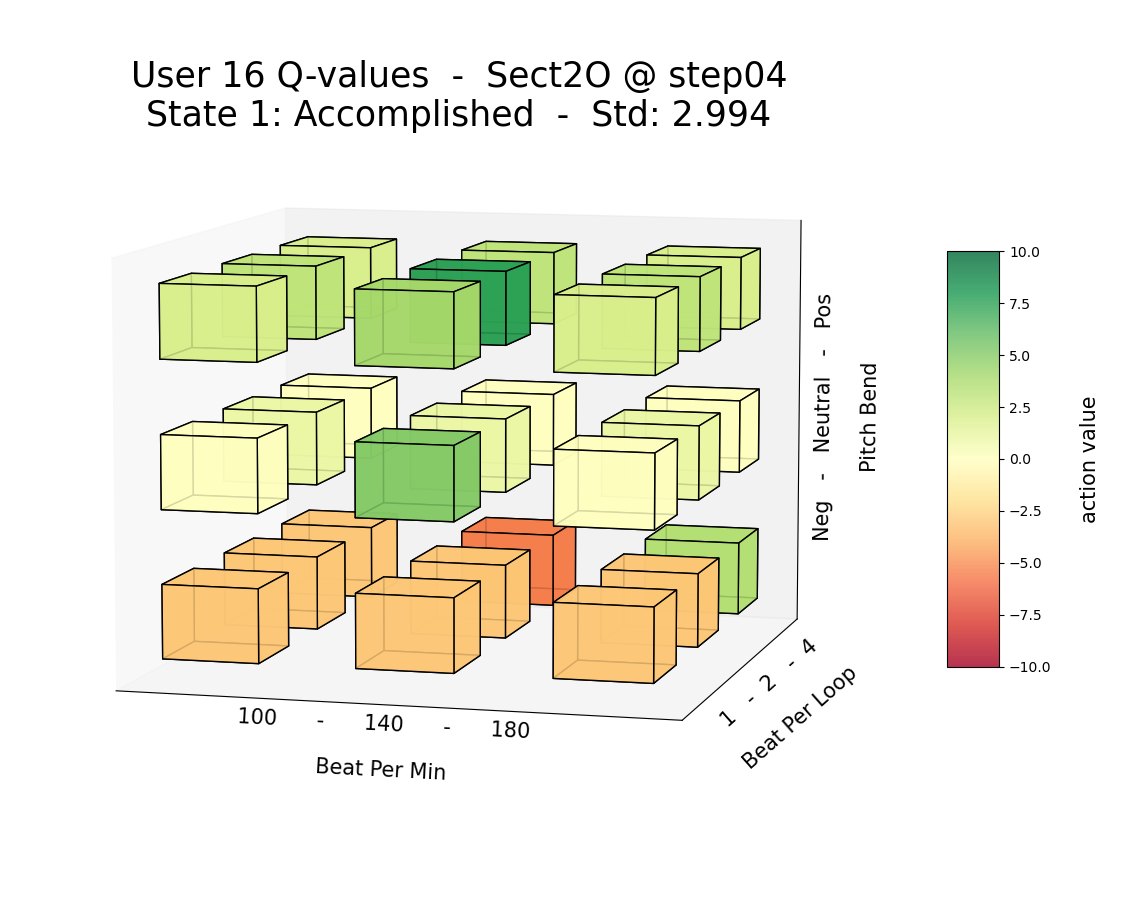 User 16 Q-values  -  Sect2O @ step04
State 1: Accomplished  -  Std: 2.994
Neg   -   Neutral   -   Pos
Pitch Bend
10.0
7.5
5.0
2.5
0.0
−2.5
−5.0
−7.5
−10.0
action value
1  -  2  -  4
Beat Per Loop
100      -      140      -      180
Beat Per Min